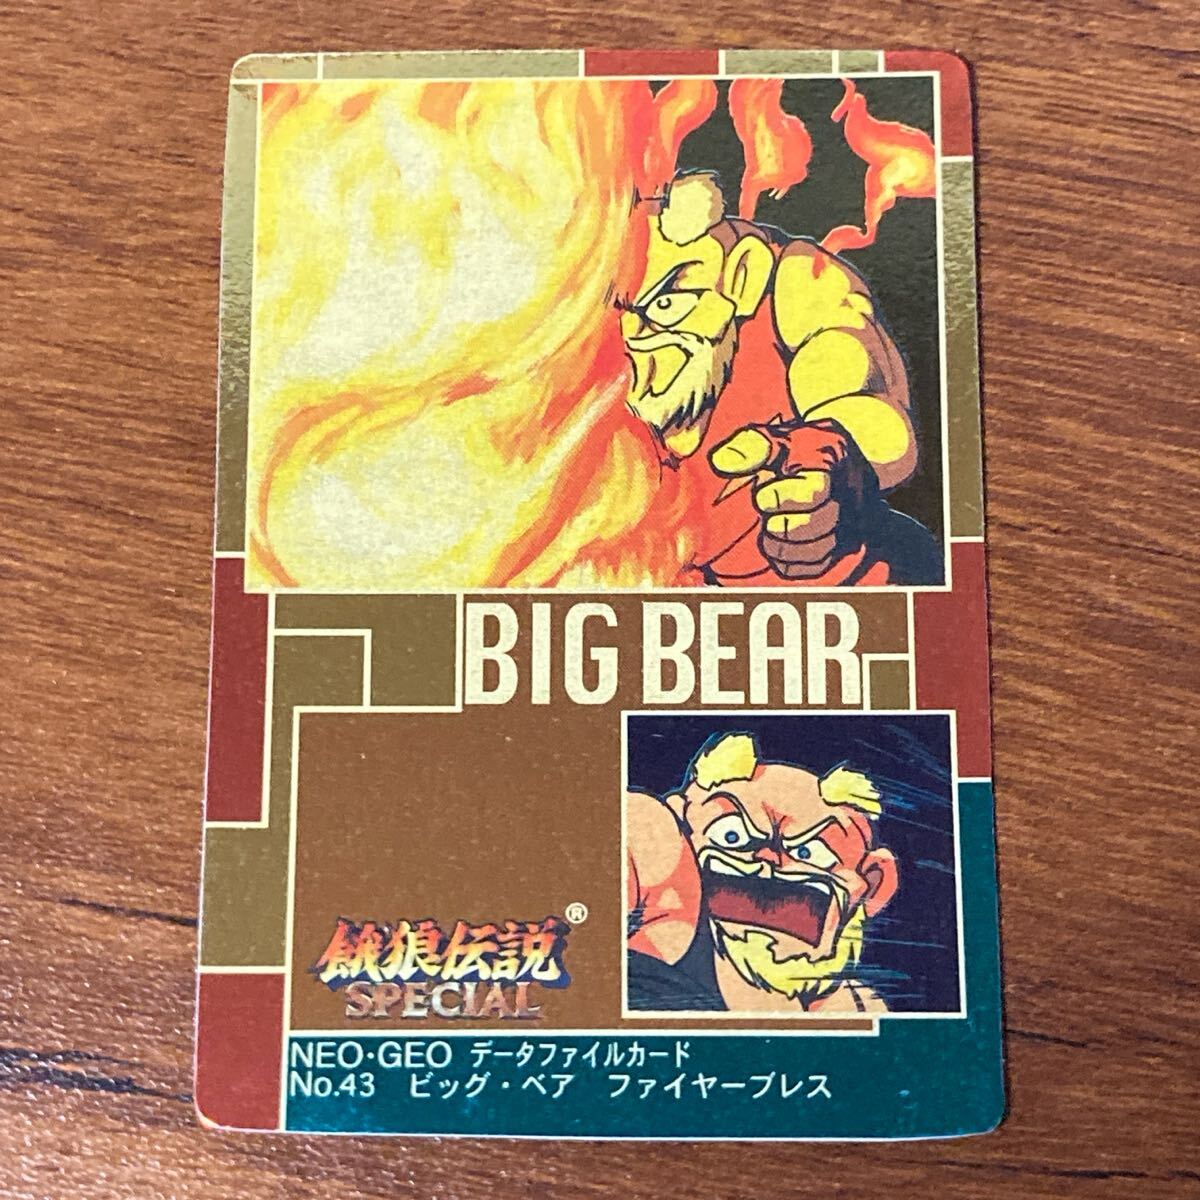 BIG BEAR
餓狼伝説®
SPECIAL
NEO・GEO データファイルカード
No.43 ビッグ・ベア ファイヤーブレス